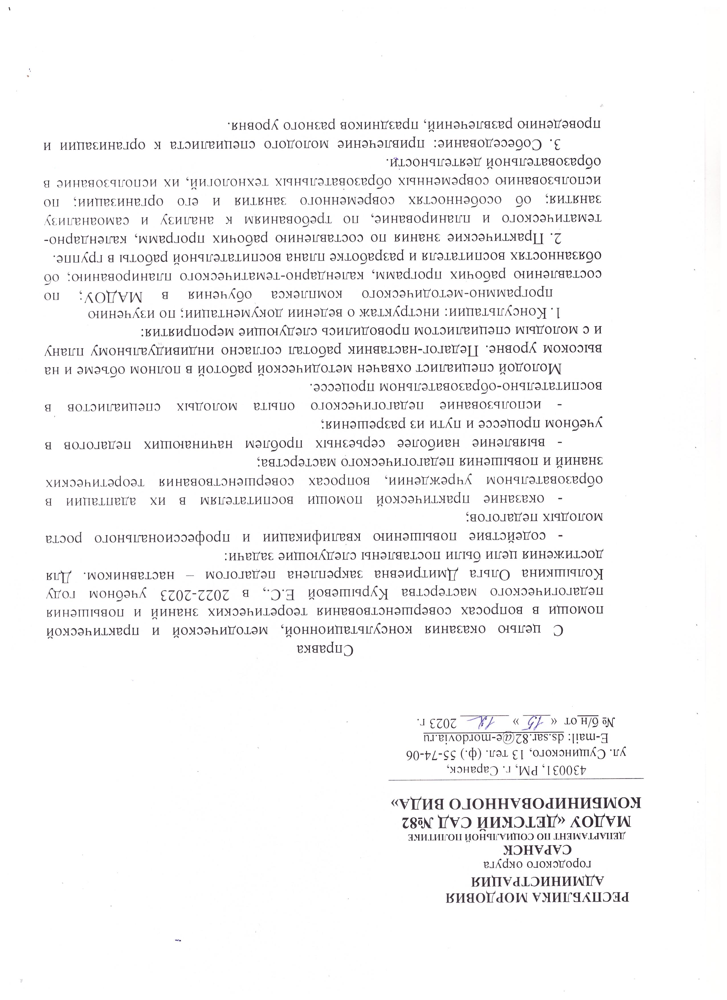 РЕСПУБЛИКА МОРДОВИЯ
АДМИНИСТРАЦИЯ
городского округа
САРАНСК
ДЕПАРТАМЕНТ ПО СОЦИАЛЬНОЙ ПОЛИТИКЕ
МАДОУ «ДЕТСКИЙ САД №82
КОМБИНИРОВАННОГО ВИДА»
430031, РМ, г. Саранск,
ул. Сущинского, 13 тел. (ф.) 55-74-06
E-mail: ds.sar.82@e-mordovia.ru
№ б/н от « 15 » 12 2023 г.
Справка
С целью оказания консультационной, методической и практической
помощи в вопросах совершенствования теоретических знаний и повышения
педагогического мастерства Курышевой Е.С., в 2022-2023 учебном году
Колышкина Ольга Дмитриевна закреплена педагогом – наставником. Для
достижения цели были поставлены следующие задачи:
- содействие повышению квалификации и профессионального роста
молодых педагогов;
- оказание практической помощи воспитателям в их адаптации в
образовательном учреждении, вопросах совершенствования теоретических
знаний и повышения педагогического мастерства;
- выявление наиболее серьезных проблем начинающих педагогов в
учебном процессе и пути из разрешения;
- использование педагогического опыта молодых специалистов в
воспитательно-образовательном процессе.
Молодой специалист охвачен методической работой в полном объеме и на
высоком уровне. Педагог-наставник работал согласно индивидуальному плану
и с молодым специалистом проводились следующие мероприятия:
1. Консультации: инструктаж о ведении документации; по изучению
программно-методического комплекса обучения в МАДОУ; по
составлению рабочих программ, календарно-тематического планированию; об
обязанностях воспитателя и разработке плана воспитательной работы в группе.
2. Практические знания по составлению рабочих программ, календарно-
тематического и планирование, по требованиям к анализу и самоанализу
занятия; об особенностях современного занятия и его организации; по
использованию современных образовательных технологий, их использование в
образовательной деятельности.
3. Собеседование: привлечение молодого специалиста к организации и
проведению развлечений, праздников разного уровня.